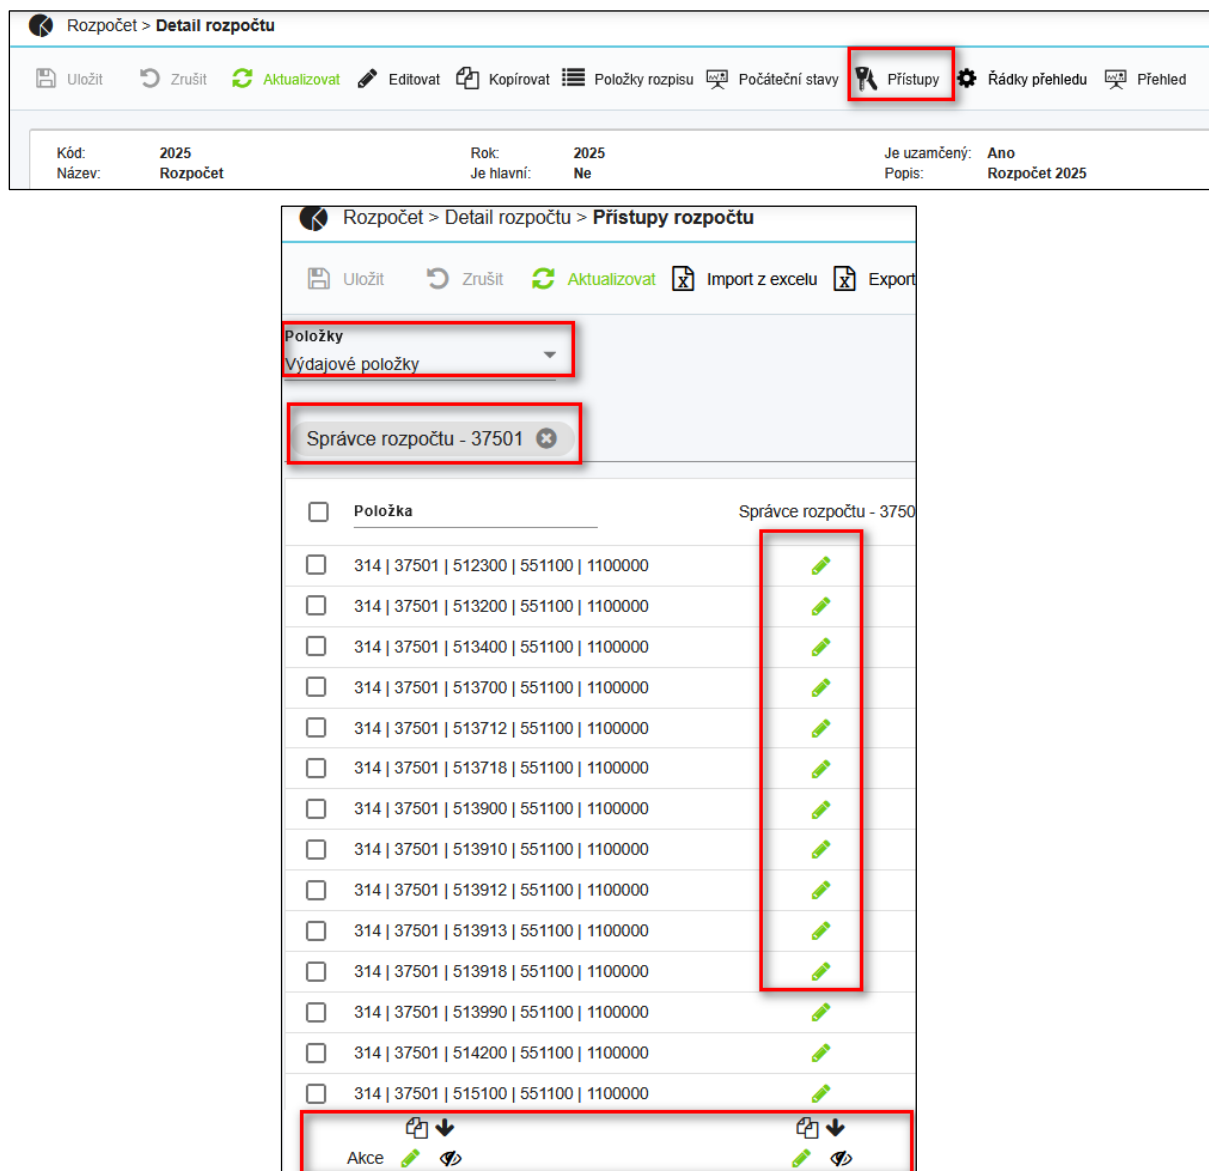 Rozpočet > Detail rozpočtu
Uložit Zrušit Aktualizovat Editovat Kopírovat Položky rozpisu Počáteční stavy Přístupy Řádky přehledu Přehled
Kód: 2025 Rok: 2025 Je uzamčený: Ano
Název: Rozpočet Je hlavní: Ne Popis: Rozpočet 2025
Rozpočet > Detail rozpočtu > Přístupy rozpočtu
Uložit Zrušit Aktualizovat Import z excelu Export
Položky
Výdajové položky
Správce rozpočtu - 37501
Položka Správce rozpočtu - 3750
314 | 37501 | 512300 | 551100 | 1100000
314 | 37501 | 513200 | 551100 | 1100000
314 | 37501 | 513400 | 551100 | 1100000
314 | 37501 | 513700 | 551100 | 1100000
314 | 37501 | 513712 | 551100 | 1100000
314 | 37501 | 513718 | 551100 | 1100000
314 | 37501 | 513900 | 551100 | 1100000
314 | 37501 | 513910 | 551100 | 1100000
314 | 37501 | 513912 | 551100 | 1100000
314 | 37501 | 513913 | 551100 | 1100000
314 | 37501 | 513918 | 551100 | 1100000
314 | 37501 | 513990 | 551100 | 1100000
314 | 37501 | 514200 | 551100 | 1100000
314 | 37501 | 515100 | 551100 | 1100000
Akce